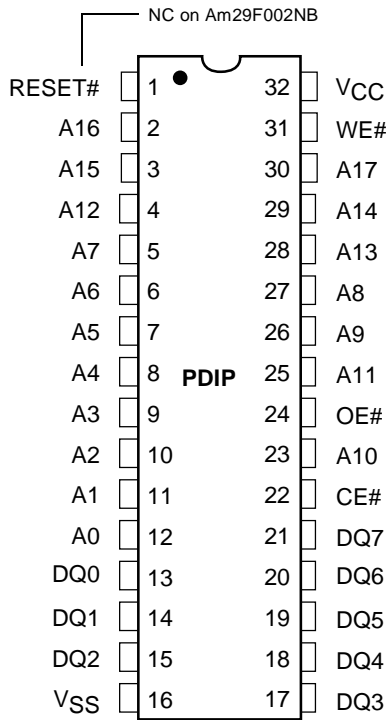 NC on Am29F002NB
RESET# 1 32 VCC
A16 2 31 WE#
A15 3 30 A17
A12 4 29 A14
A7 5 28 A13
A6 6 27 A8
A5 7 26 A9
A4 8 PDIP 25 A11
A3 9 24 OE#
A2 10 23 A10
A1 11 22 CE#
A0 12 21 DQ7
DQ0 13 20 DQ6
DQ1 14 19 DQ5
DQ2 15 18 DQ4
VSS 16 17 DQ3